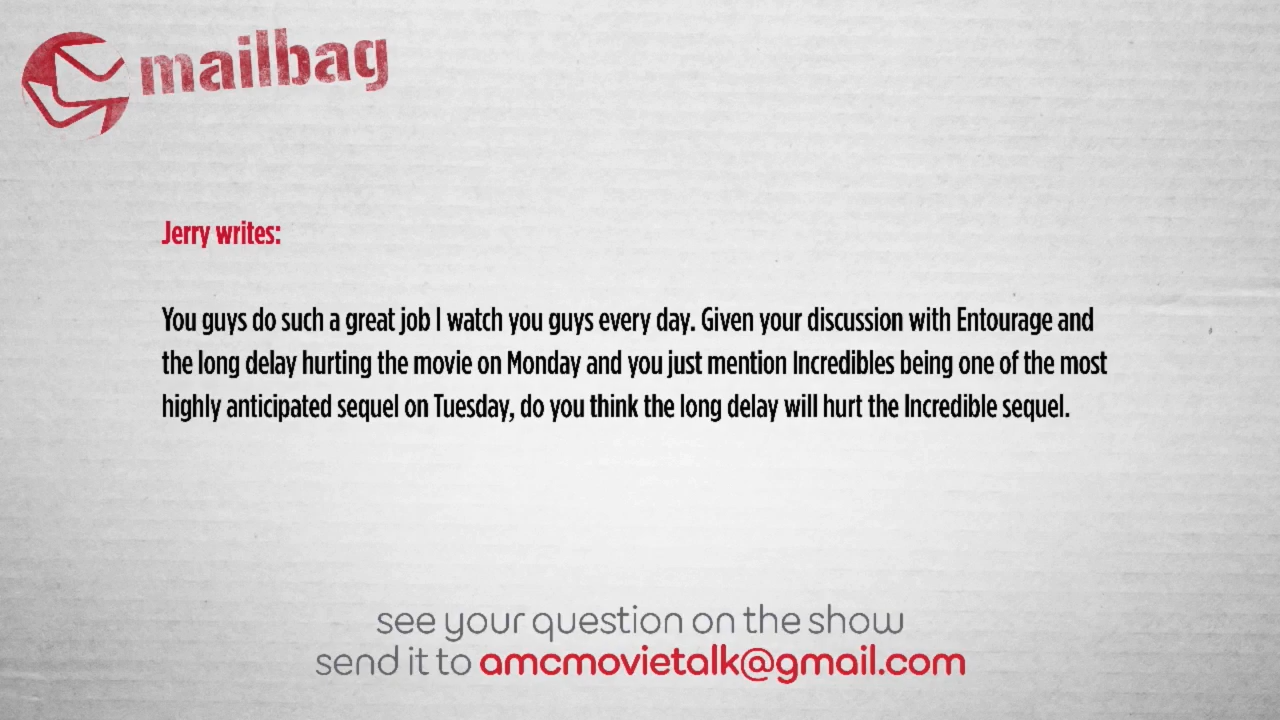 mailbag
Jerry writes:
You guys do such a great job I watch you guys every day. Given your discussion with Entourage and
the long delay hurting the movie on Monday and you just mention Incredibles being one of the most
highly anticipated sequel on Tuesday, do you think the long delay will hurt the Incredible sequel.
see your question on the show
send it to amcmovietalk@gmail.com